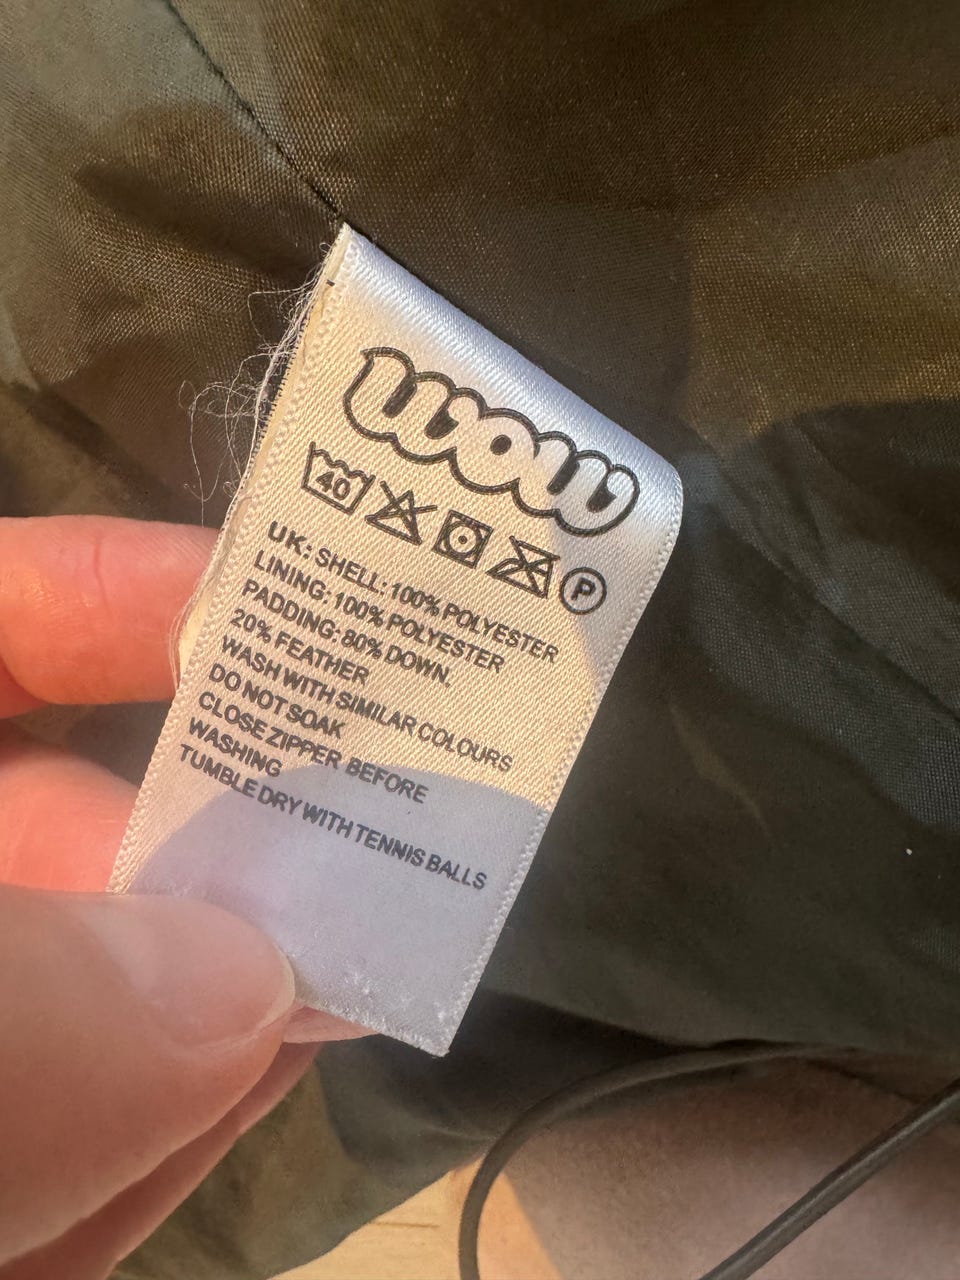 wow
40
P
UK: SHELL: 100% POLYESTER
LINING: 100% POLYESTER
PADDING: 80% DOWN.
20% FEATHER
WASH WITH SIMILAR COLOURS
DO NOT SOAK
CLOSE ZIPPER BEFORE
WASHING
TUMBLE DRY WITH TENNIS BALLS